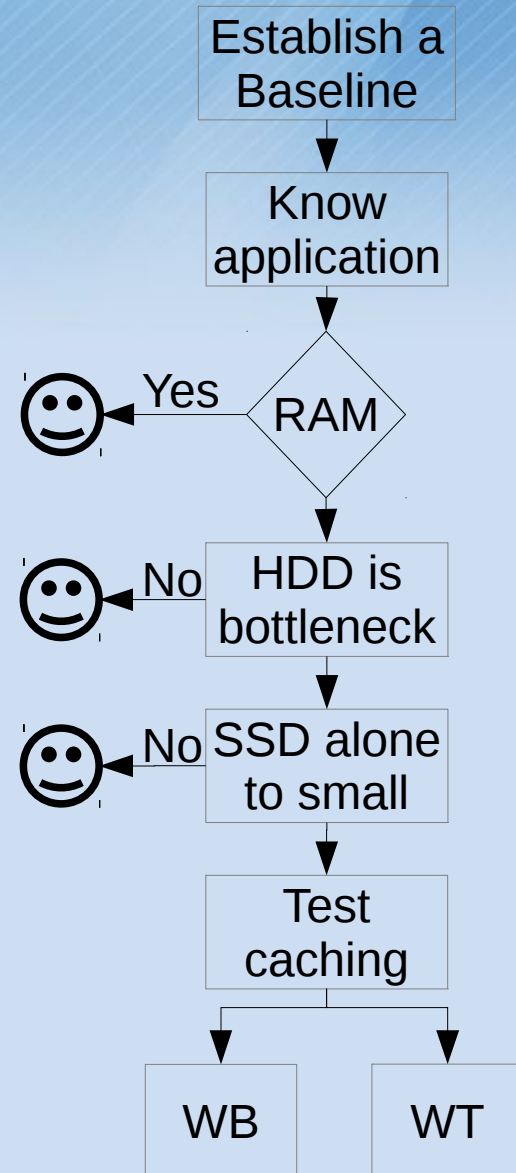 Establish a
Baseline
Know
application
Yes
RAM
No
HDD is
bottleneck
No
SSD alone
to small
Test
caching
WB
WT